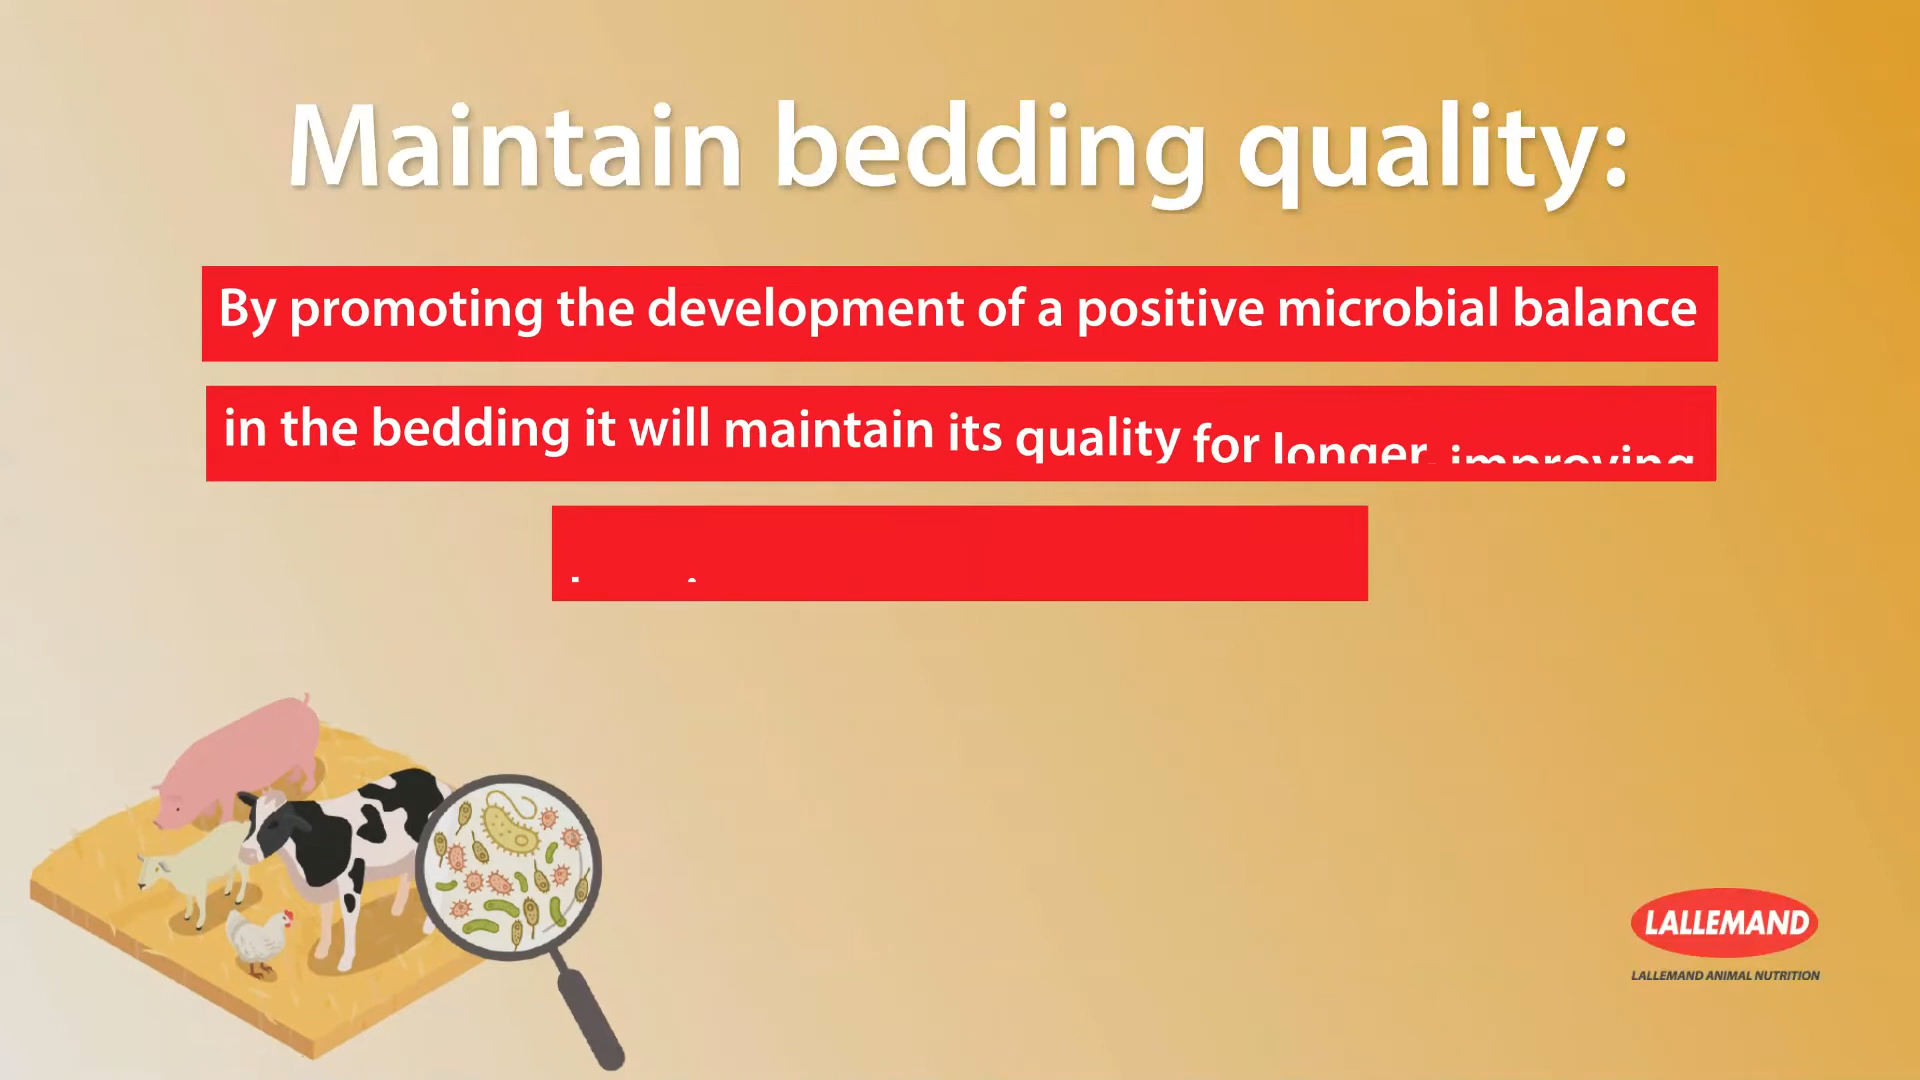 Maintain bedding quality:
By promoting the development of a positive microbial balance
in the bedding it will maintain its quality for longer, improving
LALLEMAND
LALLEMAND ANIMAL NUTRITION